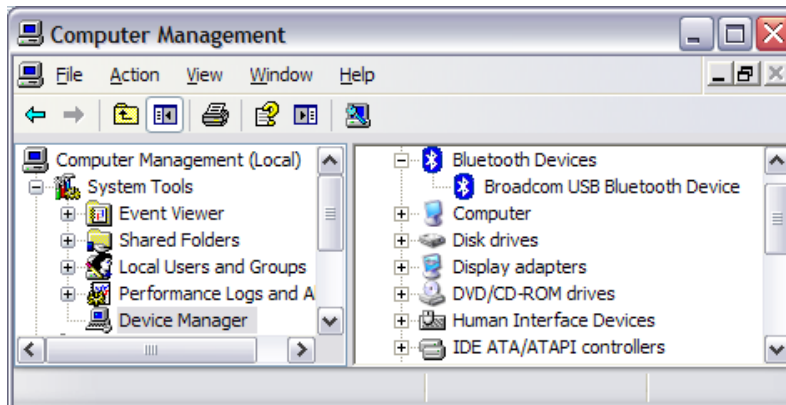 Computer Management
File Action View Window Help
Computer Management (Local)
System Tools
Event Viewer
Shared Folders
Local Users and Groups
Performance Logs and Al
Device Manager
Bluetooth Devices
Broadcom USB Bluetooth Device
Computer
Disk drives
Display adapters
DVD/CD-ROM drives
Human Interface Devices
IDE ATA/ATAPI controllers